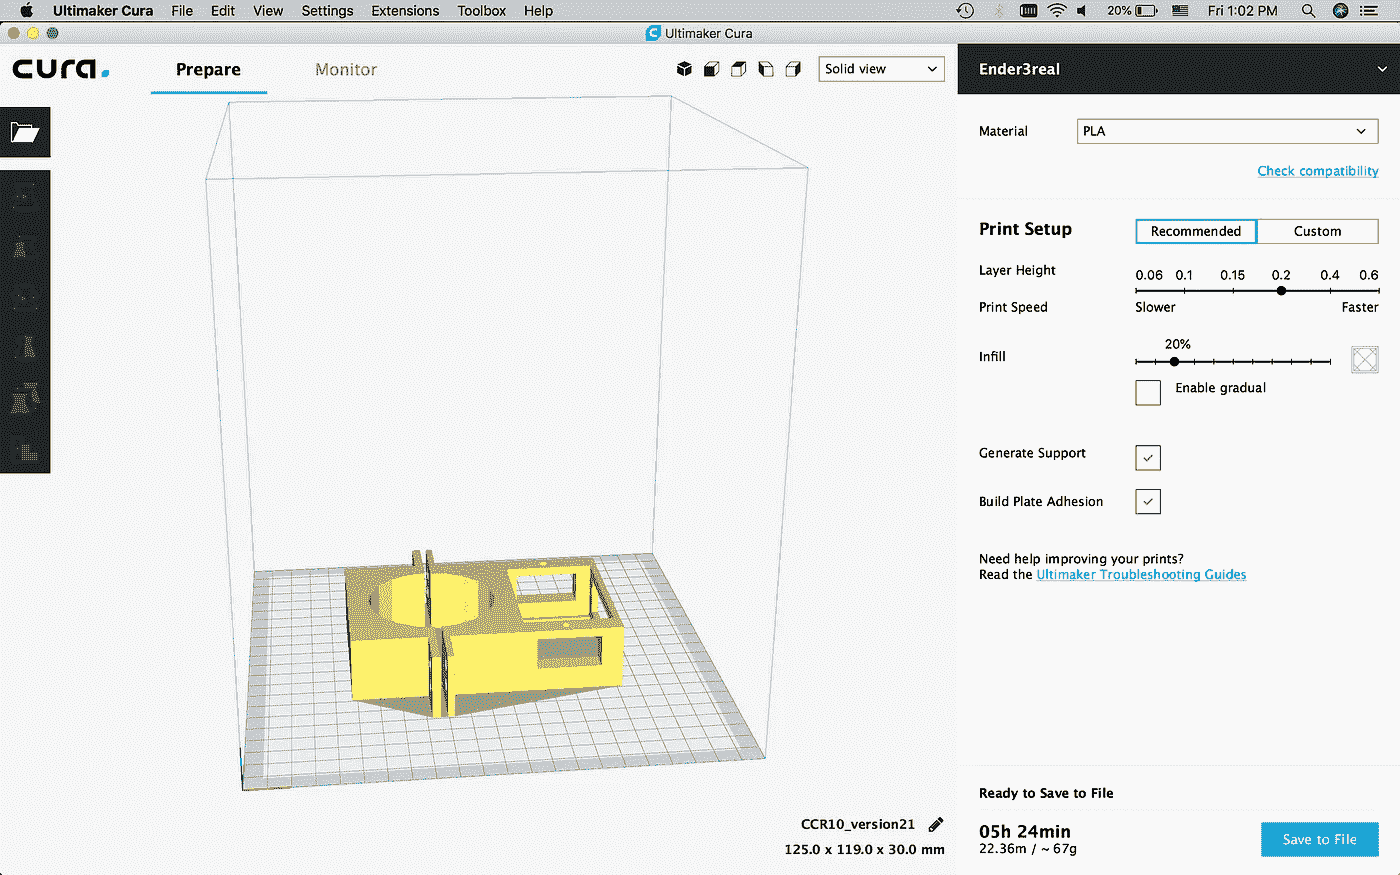 Ultimaker Cura File Edit View Settings Extensions Toolbox Help 20% Fri 1:02 PM
Ultimaker Cura
cura. Prepare Monitor Solid view Ender3real
Material PLA
Check compatibility
Print Setup Recommended Custom
Layer Height
0.06 0.1 0.15 0.2 0.4 0.6
Print Speed Slower Faster
20%
Infill
Enable gradual
Generate Support
Build Plate Adhesion
Need help improving your prints?
Read the Ultimaker Troubleshooting Guides
Ready to Save to File
CCR10_version21
125.0 x 119.0 x 30.0 mm
05h 24min
22.36m / ~ 67g
Save to File